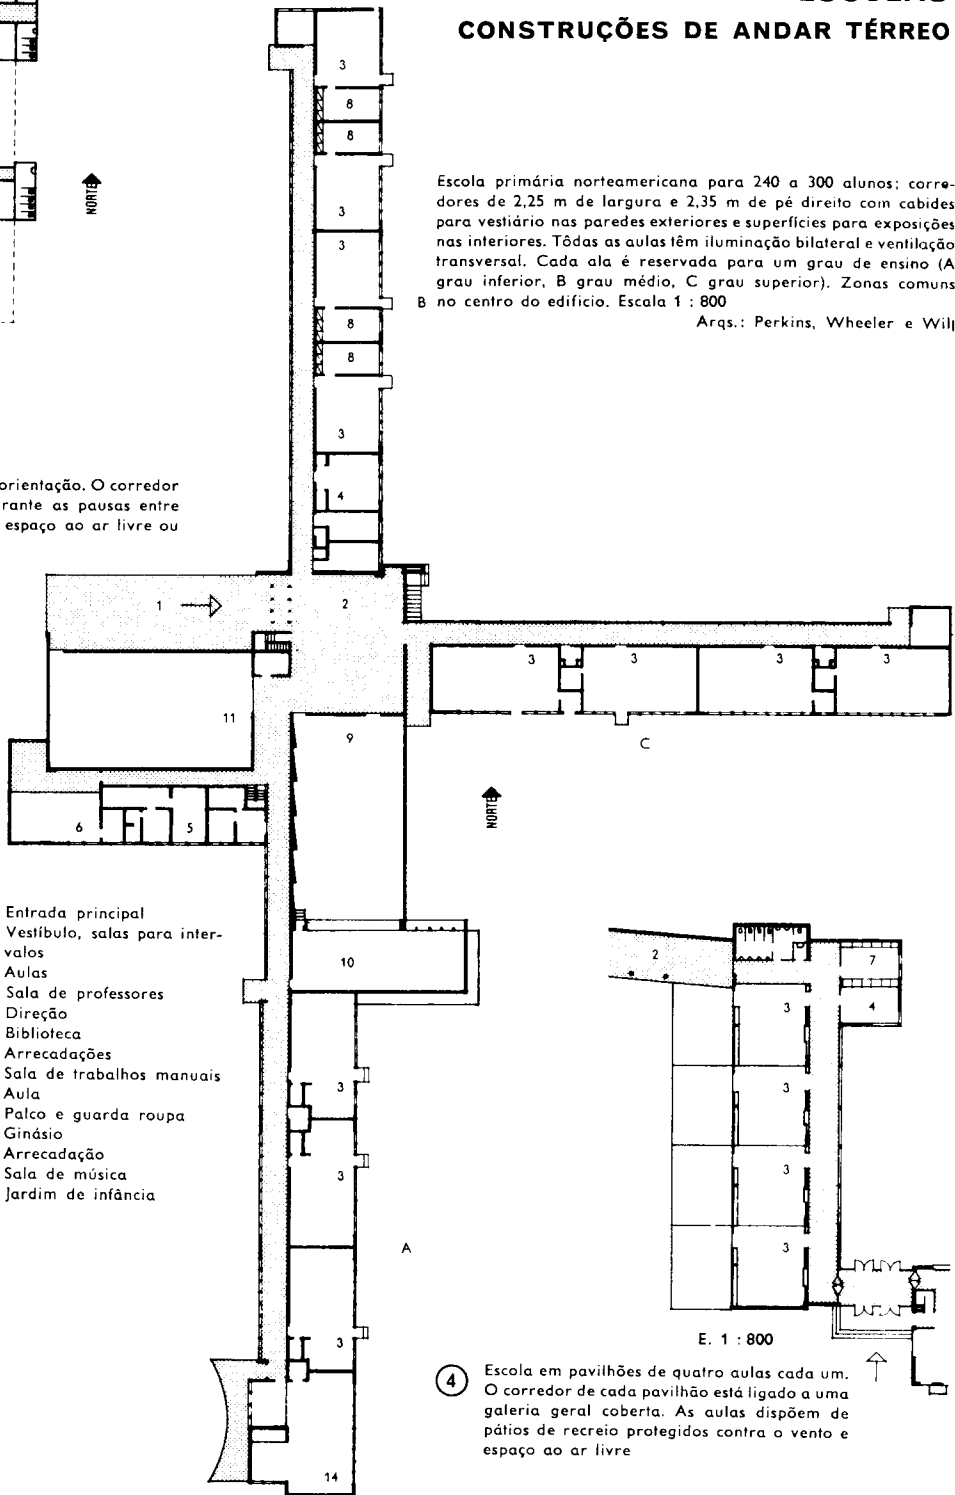 CONSTRUÇÕES DE ANDAR TÉRREO
NORTE
Escola primária norteamericana para 240 a 300 alunos; corre-
dores de 2,25 m de largura e 2,35 m de pé direito com cabides
para vestiário nas paredes exteriores e superfícies para exposições
nas interiores. Tôdas as aulas têm iluminação bilateral e ventilação
transversal. Cada ala é reservada para um grau de ensino (A
grau inferior, B grau médio, C grau superior). Zonas comuns
no centro do edificio. Escala 1 : 800
Arqs.: Perkins, Wheeler e Will
B
3
8
8
3
3
8
8
3
4
orientação. O corredor
rante as pausas entre
espaço ao ar livre ou
1
2
3
3
3
3
11
9
C
NORTE
6
5
10
Entrada principal
Vestíbulo, salas para inter-
valos
Aulas
Sala de professores
Direção
Biblioteca
Arrecadações
Sala de trabalhos manuais
Aula
Palco e guarda roupa
Ginásio
Arrecadação
Sala de música
Jardim de infância
3
3
A
3
14
2
7
3
4
3
3
3
E. 1 : 800
4
Escola em pavilhões de quatro aulas cada um.
O corredor de cada pavilhão está ligado a uma
galeria geral coberta. As aulas dispõem de
pátios de recreio protegidos contra o vento e
espaço ao ar livre